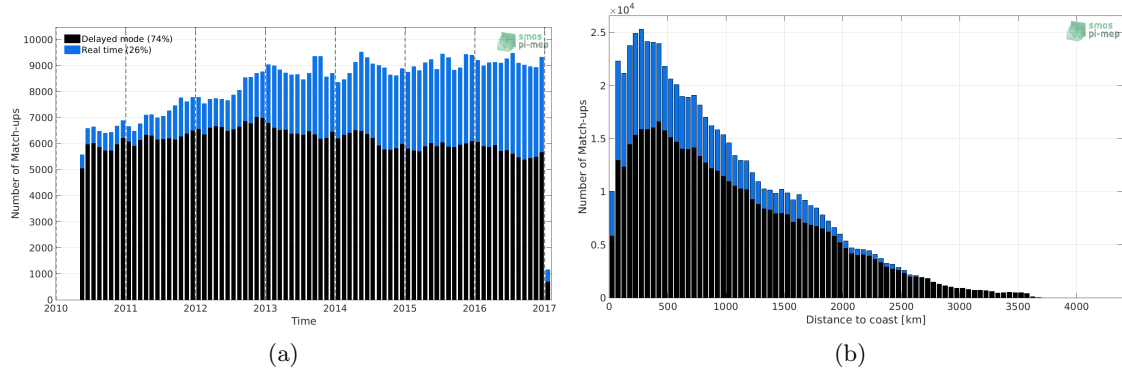 Delayed mode (74%)
Real time (26%)
smos
pi-mep
10000
9000
8000
7000
6000
5000
4000
3000
2000
1000
0
Number of Match-ups
2010 2011 2012 2013 2014 2015 2016 2017
Time
(a)
×10⁴
smos
pi-mep
2.5
2
1.5
1
0.5
0
Number of Match-ups
0 500 1000 1500 2000 2500 3000 3500 4000
Distance to coast [km]
(b)